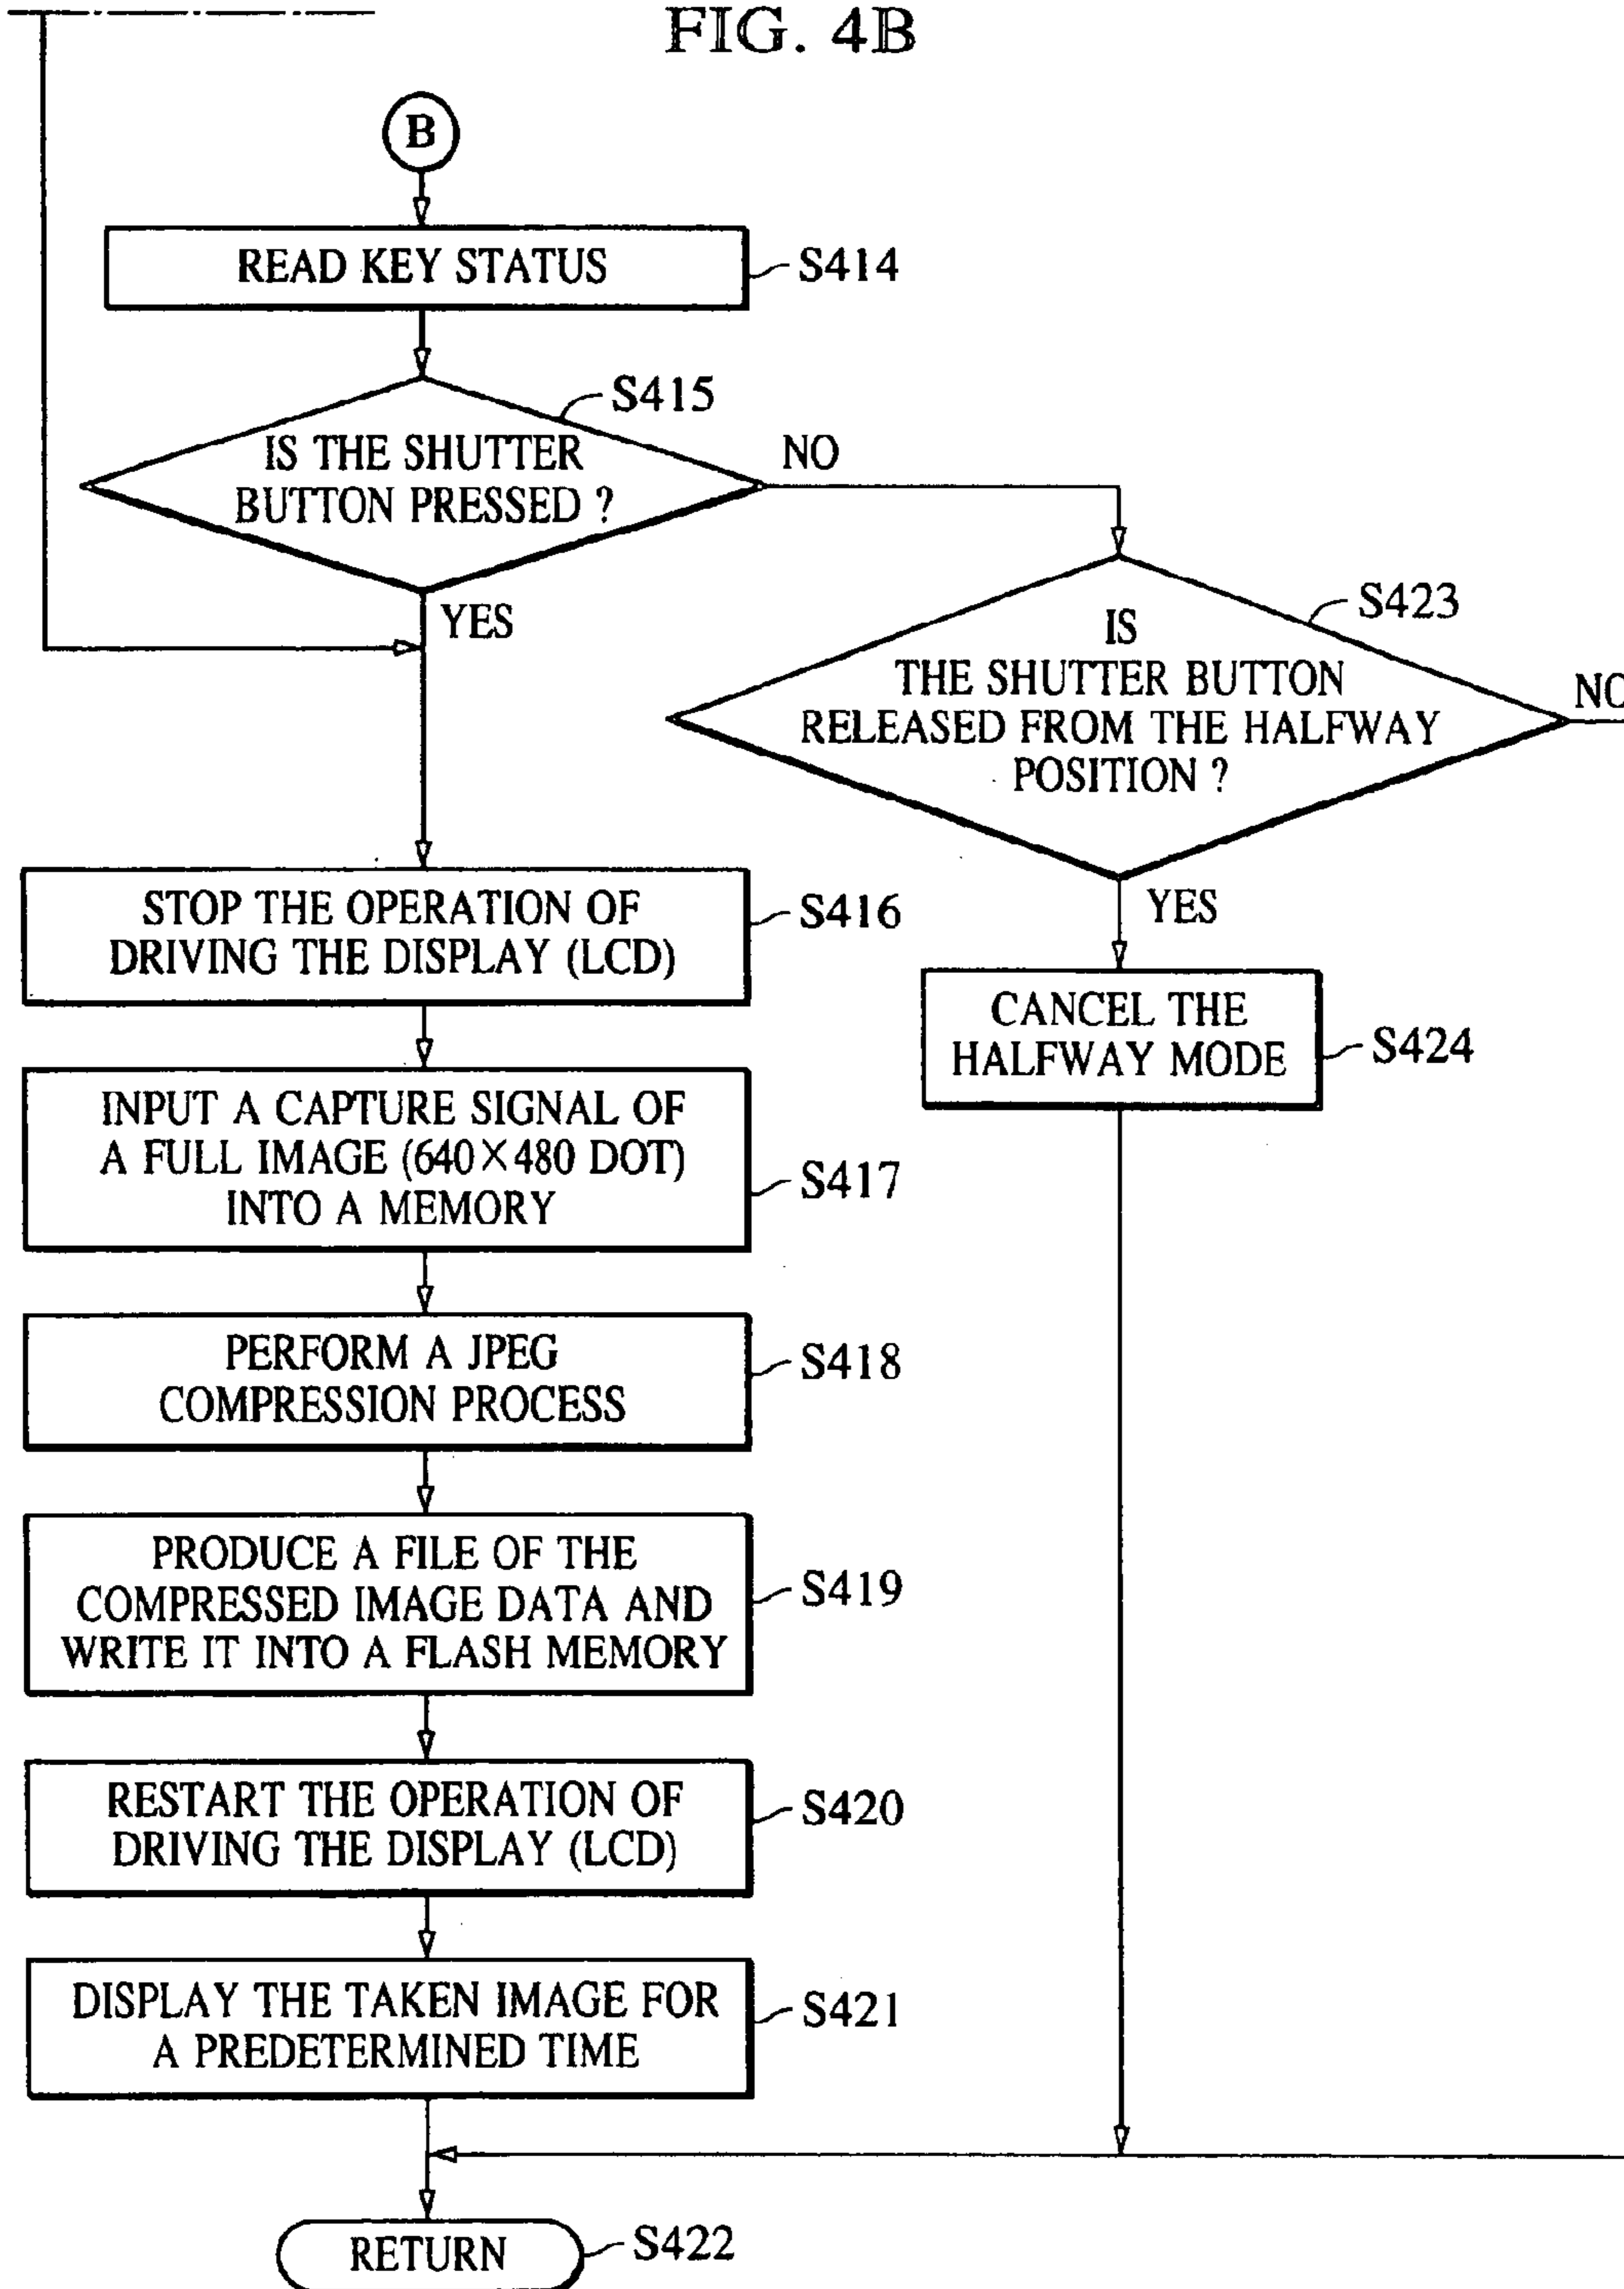 FIG. 4B
B
READ KEY STATUS
S414
S415
IS THE SHUTTER
BUTTON PRESSED ?
NO
YES
S423
IS
THE SHUTTER BUTTON
RELEASED FROM THE HALFWAY
POSITION ?
NO
YES
STOP THE OPERATION OF
DRIVING THE DISPLAY (LCD)
S416
CANCEL THE
HALFWAY MODE
S424
INPUT A CAPTURE SIGNAL OF
A FULL IMAGE (640×480 DOT)
INTO A MEMORY
S417
PERFORM A JPEG
COMPRESSION PROCESS
S418
PRODUCE A FILE OF THE
COMPRESSED IMAGE DATA AND
WRITE IT INTO A FLASH MEMORY
S419
RESTART THE OPERATION OF
DRIVING THE DISPLAY (LCD)
S420
DISPLAY THE TAKEN IMAGE FOR
A PREDETERMINED TIME
S421
RETURN
S422